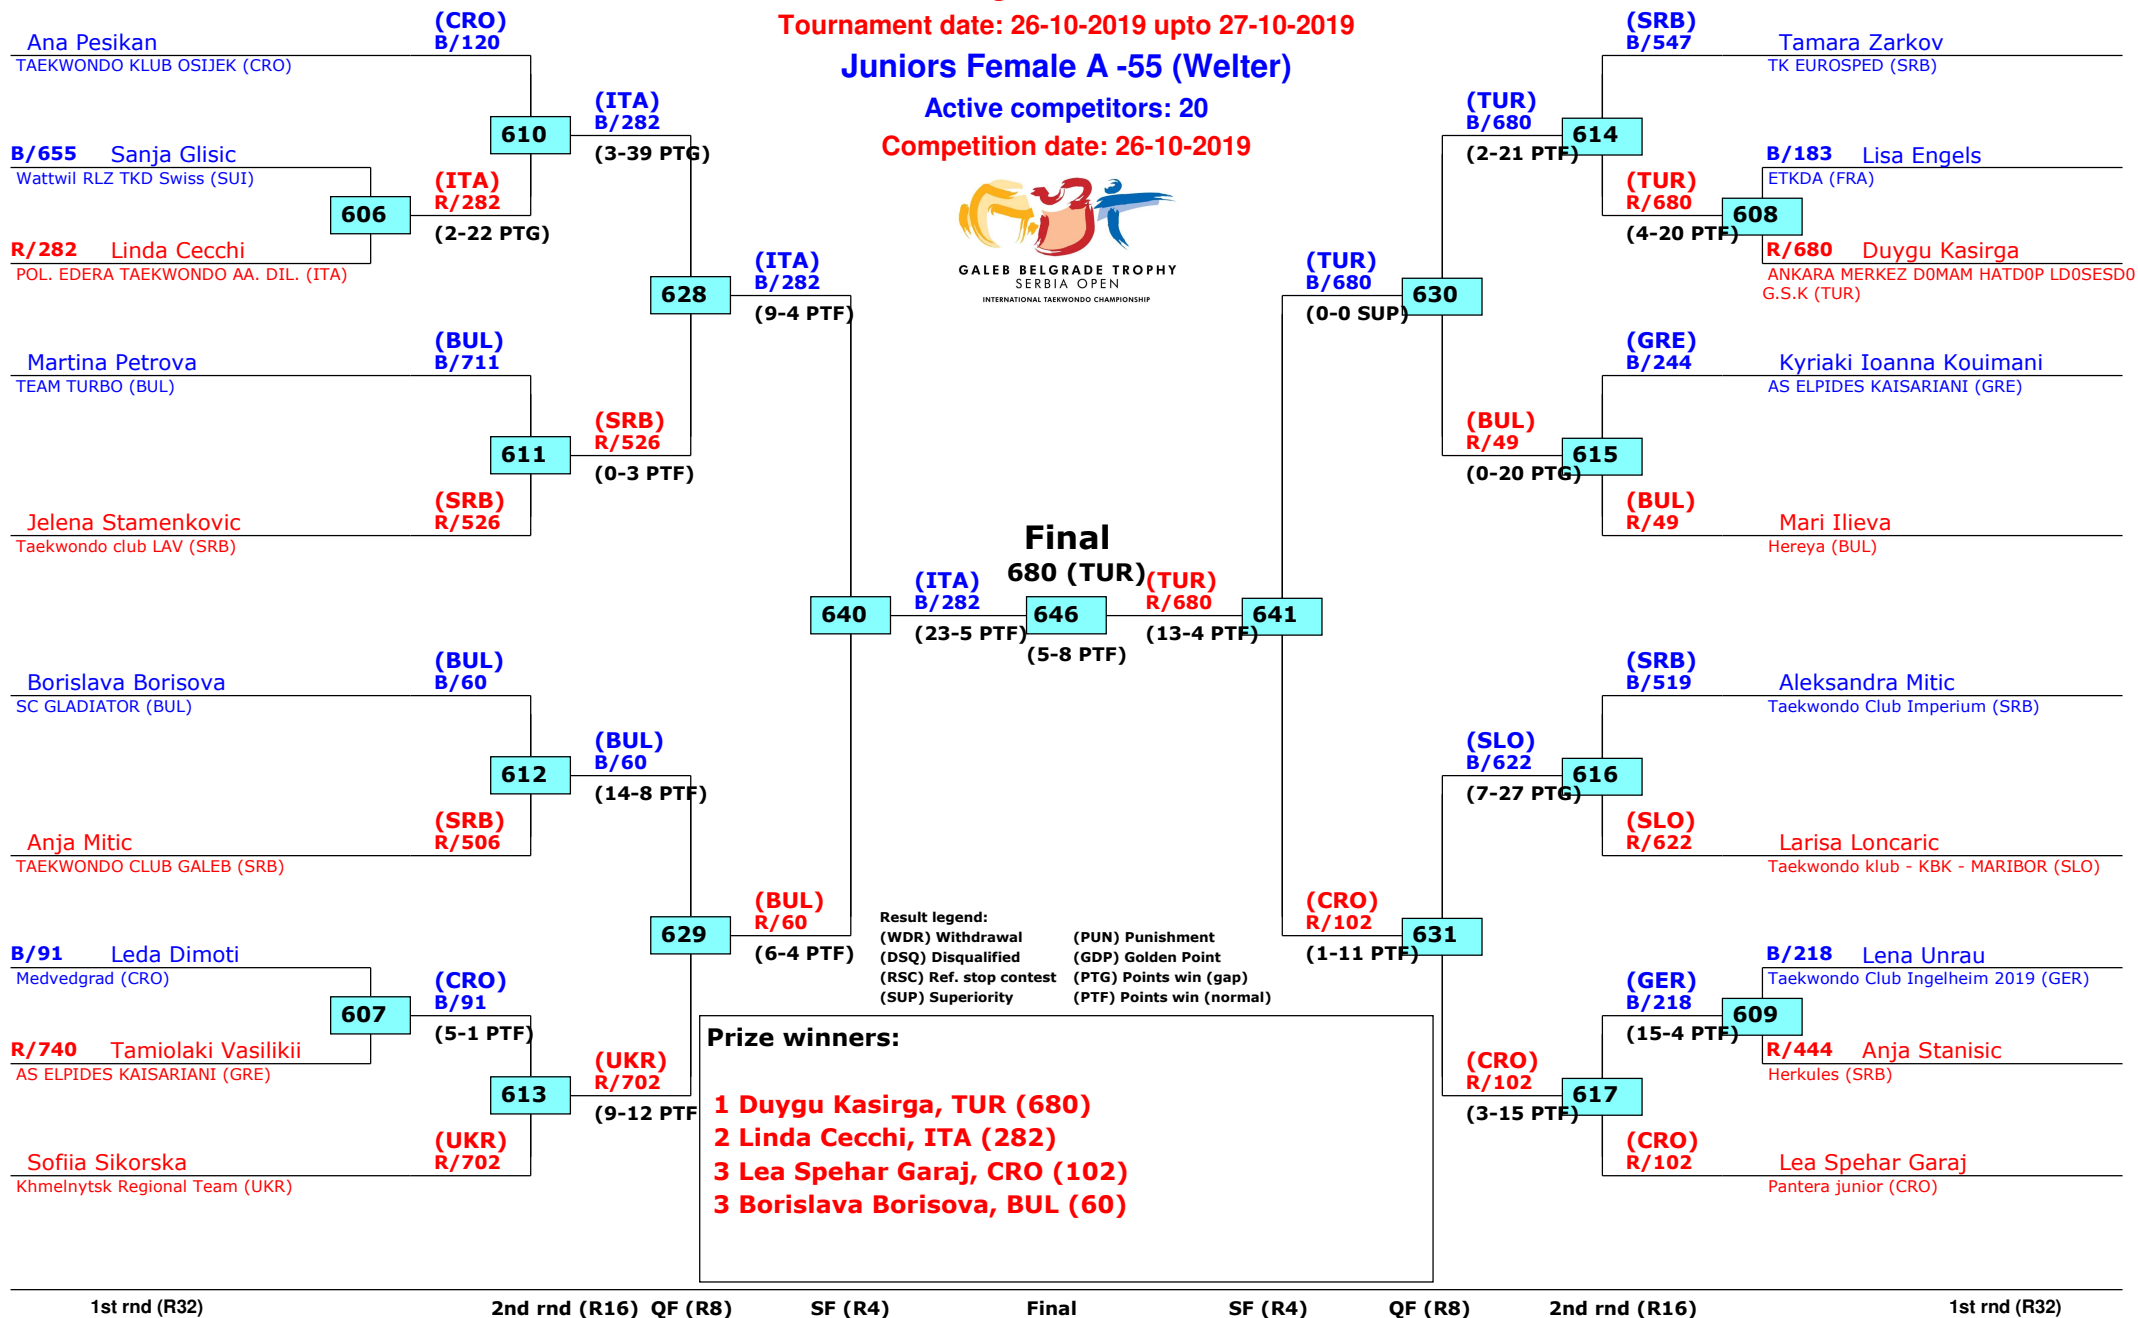 Tournament date: 26-10-2019 upto 27-10-2019
Juniors Female A -55 (Welter)
Active competitors: 20
Competition date: 26-10-2019
GALEB BELGRADE TROPHY
SERBIA OPEN
INTERNATIONAL TAEKWONDO CHAMPIONSHIP
(CRO)
Ana Pesikan B/120
TAEKWONDO KLUB OSIJEK (CRO)
(ITA)
B/282
610
(3-39 PTG)
B/655 Sanja Glisic
Wattwil RLZ TKD Swiss (SUI)
(ITA)
R/282
606
(2-22 PTG)
R/282 Linda Cecchi
POL. EDERA TAEKWONDO AA. DIL. (ITA)
(ITA)
B/282
628
(9-4 PTF)
(BUL)
Martina Petrova B/711
TEAM TURBO (BUL)
(SRB)
R/526
611
(0-3 PTF)
(SRB)
Jelena Stamenkovic R/526
Taekwondo club LAV (SRB)
(ITA)
B/282
640
(23-5 PTF)
(BUL)
Borislava Borisova B/60
SC GLADIATOR (BUL)
(BUL)
B/60
612
(14-8 PTF)
(SRB)
Anja Mitic R/506
TAEKWONDO CLUB GALEB (SRB)
(BUL)
R/60
629
(6-4 PTF)
B/91 Leda Dimoti
Medvedgrad (CRO)
(CRO)
B/91
607
(5-1 PTF)
R/740 Tamiolaki Vasilikii
AS ELPIDES KAISARIANI (GRE)
(UKR)
R/702
613
(9-12 PTF
(UKR)
Sofiia Sikorska R/702
Khmelnytsk Regional Team (UKR)
Final
680 (TUR)
646
(5-8 PTF)
(TUR)
R/680
641
(13-4 PTF)
(SRB)
B/547 Tamara Zarkov
TK EUROSPED (SRB)
(TUR)
B/680
614
(2-21 PTF)
B/183 Lisa Engels
ETKDA (FRA)
(TUR)
R/680
608
(4-20 PTF)
R/680 Duygu Kasirga
ANKARA MERKEZ D0MAM HATD0P LD0SESD0
G.S.K (TUR)
(TUR)
B/680
630
(0-0 SUP)
(GRE)
B/244 Kyriaki Ioanna Kouimani
AS ELPIDES KAISARIANI (GRE)
(BUL)
R/49
615
(0-20 PTG)
(BUL)
R/49 Mari Ilieva
Hereya (BUL)
(SRB)
B/519 Aleksandra Mitic
Taekwondo Club Imperium (SRB)
(SLO)
B/622
616
(7-27 PTG)
(SLO)
R/622 Larisa Loncaric
Taekwondo klub - KBK - MARIBOR (SLO)
(CRO)
R/102
631
(1-11 PTF)
B/218 Lena Unrau
Taekwondo Club Ingelheim 2019 (GER)
(GER)
B/218
609
(15-4 PTF)
R/444 Anja Stanisic
Herkules (SRB)
(CRO)
R/102
617
(3-15 PTF)
(CRO)
R/102 Lea Spehar Garaj
Pantera junior (CRO)
Result legend:
(WDR) Withdrawal (PUN) Punishment
(DSQ) Disqualified (GDP) Golden Point
(RSC) Ref. stop contest (PTG) Points win (gap)
(SUP) Superiority (PTF) Points win (normal)
Prize winners:
1 Duygu Kasirga, TUR (680)
2 Linda Cecchi, ITA (282)
3 Lea Spehar Garaj, CRO (102)
3 Borislava Borisova, BUL (60)
1st rnd (R32) 2nd rnd (R16) QF (R8) SF (R4) Final SF (R4) QF (R8) 2nd rnd (R16) 1st rnd (R32)